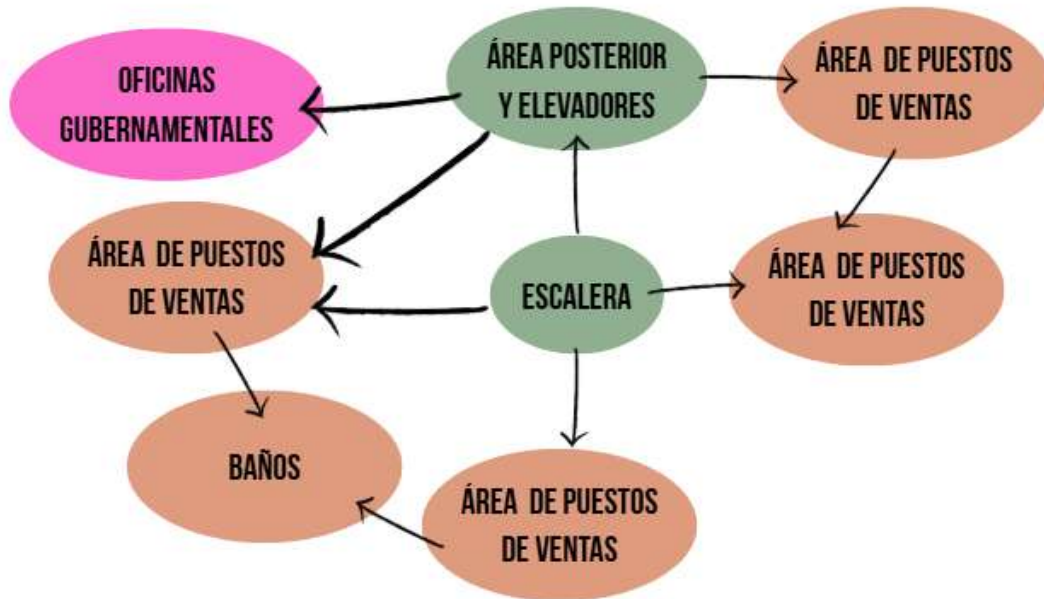 OFICINAS
GUBERNAMENTALES
ÁREA POSTERIOR
Y ELEVADORES
ÁREA DE PUESTOS
DE VENTAS
ÁREA DE PUESTOS
DE VENTAS
ESCALERA
ÁREA DE PUESTOS
DE VENTAS
BAÑOS
ÁREA DE PUESTOS
DE VENTAS